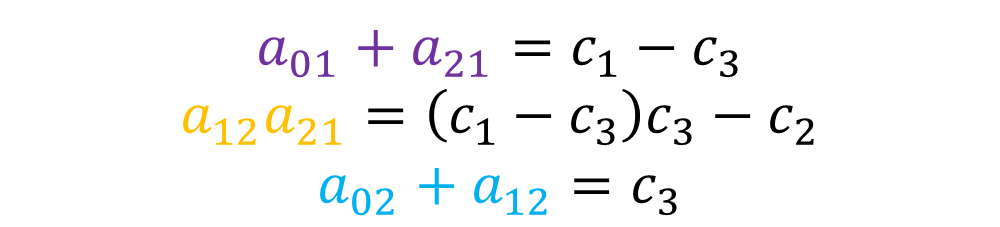 a₀₁ + a₂₁ = c₁ − c₃
a₁₂a₂₁ = (c₁ − c₃)c₃ − c₂
a₀₂ + a₁₂ = c₃